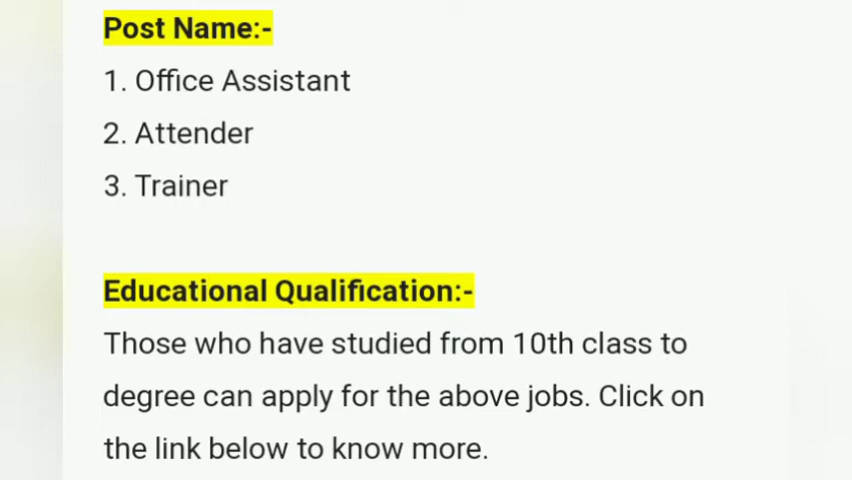 Post Name:-
1. Office Assistant
2. Attender
3. Trainer
Educational Qualification:-
Those who have studied from 10th class to
degree can apply for the above jobs. Click on
the link below to know more.